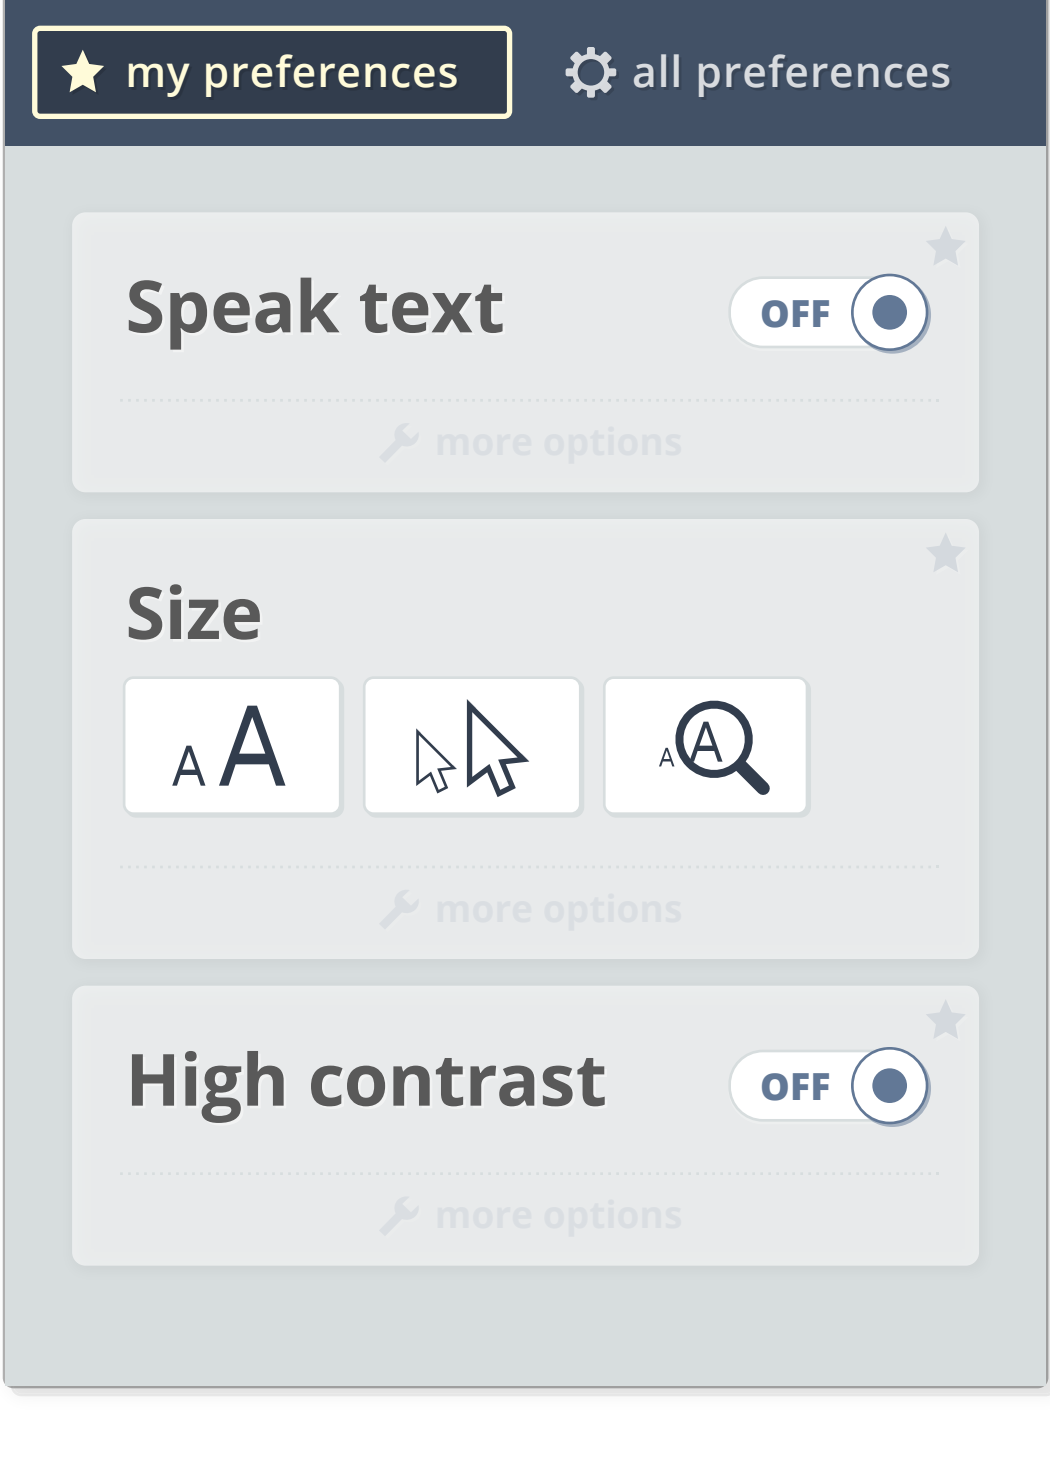 my preferences all preferences
Speak text OFF
more options
Size
A A A A
more options
High contrast OFF
more options